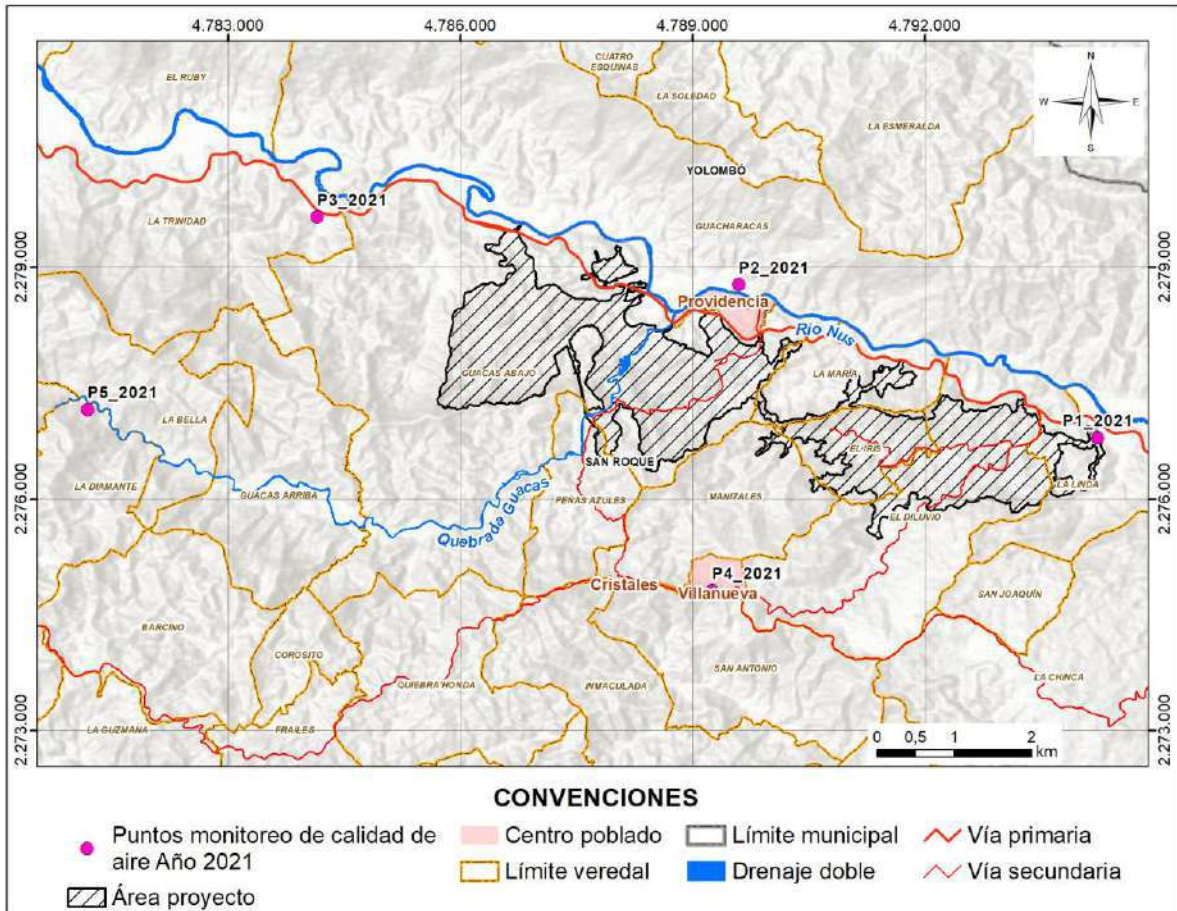 4.783.000 4.786.000 4.789.000 4.792.000
N
W E
S
EL RUBY
CUATRO
ESQUINAS
LA SOLEDAD
LA ESMERALDA
YOLOMBÓ
P3_2021
LA TRINIDAD
GUACHARACAS
2.279.000 2.279.000
P2_2021
Providencia
Río Nus
GUACAS ABAJO
LA MARÍA
P5_2021
LA BELLA
P1_2021
EL IRIS
SAN ROQUE
LA DIAMANTE
GUACAS ARRIBA
PEÑAS AZULES
MANIZALES
LA LINDA
2.276.000 2.276.000
EL DILUVIO
Quebrada Guacas
P4_2021
Cristales
Villanueva
SAN JOAQUÍN
BARCINO
COROSITO
QUIEBRA HONDA
INMACULADA
SAN ANTONIO
LA CHINCA
LA GUZMANA
FRAILES
2.273.000 2.273.000
0 0,5 1 2
km
CONVENCIONES
Puntos monitoreo de calidad de
aire Año 2021
Área proyecto
Centro poblado
Límite veredal
Límite municipal
Drenaje doble
Vía primaria
Vía secundaria